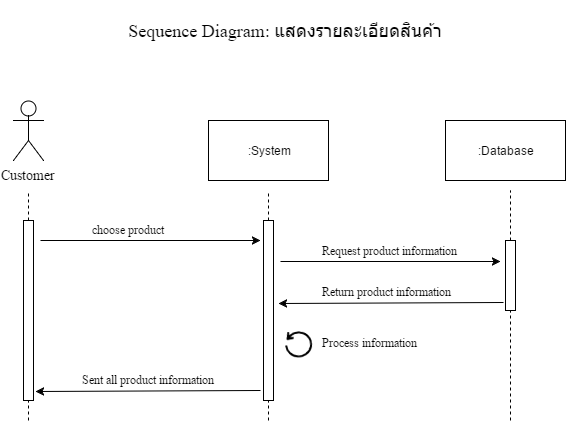 Sequence Diagram: แสดงรายละเอียดสินค้า
:System
:Database
Customer
choose product
Request product information
Return product information
Process information
Sent all product information